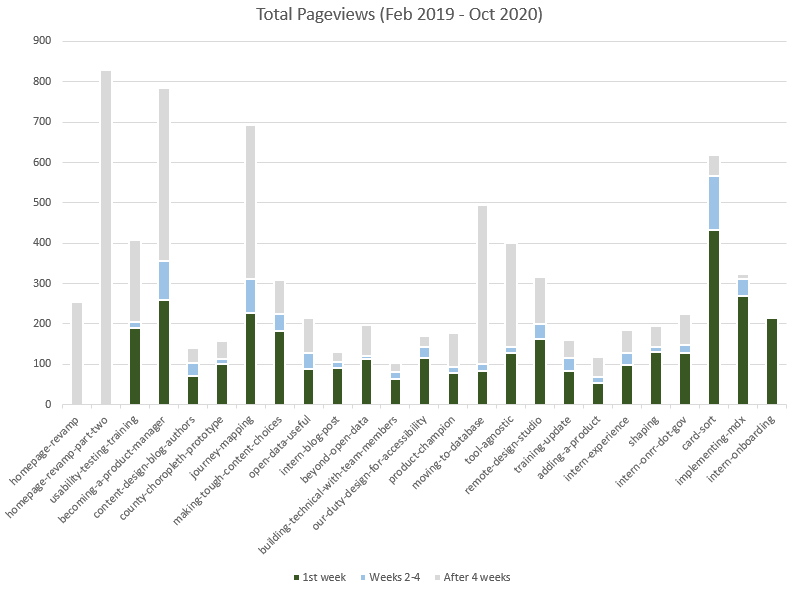 Total Pageviews (Feb 2019 - Oct 2020)
900
800
700
600
500
400
300
200
100
0
homepage-revamp
homepage-revamp-part-two
usability-testing-training
becoming-a-product-manager
content-design-blog-authors
county-choropleth-prototype
journey-mapping
making-tough-content-choices
open-data-useful
intern-blog-post
beyond-open-data
building-technical-with-team-members
our-duty-design-for-accessibility
product-champion
moving-to-database
tool-agnostic
remote-design-studio
training-update
adding-a-product
intern-experience
shaping
intern-onrr-dot-gov
card-sort
implementing-mdx
intern-onboarding
1st week Weeks 2-4 After 4 weeks